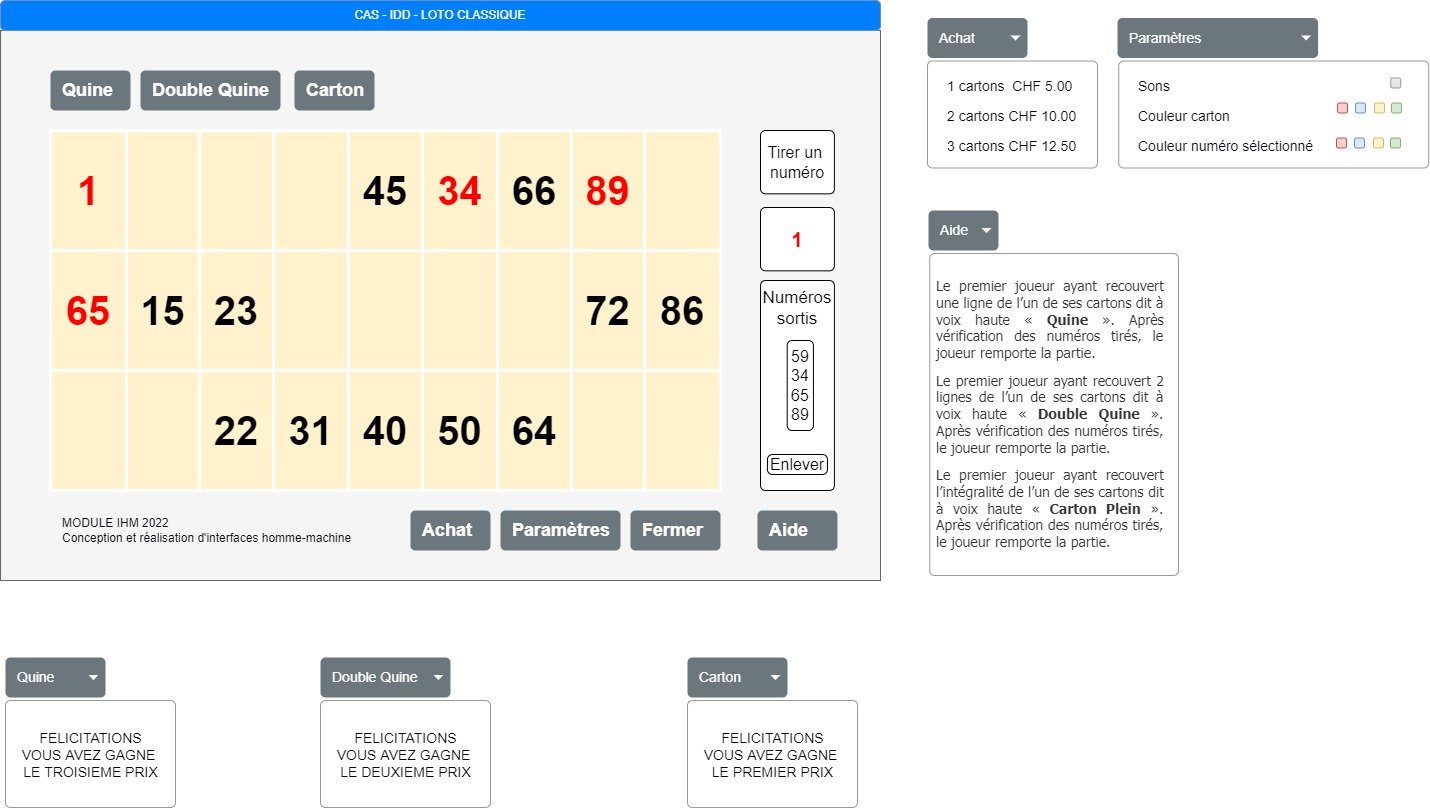 CAS - IDD - LOTO CLASSIQUE
Quine
Double Quine
Carton
1 45 34 66 89
65 15 23 72 86
22 31 40 50 64
Tirer un
numéro
1
Numéros
sortis
59
34
65
89
Enlever
MODULE IHM 2022
Conception et réalisation d'interfaces homme-machine
Achat
Paramètres
Fermer
Aide
Achat
1 cartons CHF 5.00
2 cartons CHF 10.00
3 cartons CHF 12.50
Paramètres
Sons
Couleur carton
Couleur numéro sélectionné
Aide
Le premier joueur ayant recouvert
une ligne de l’un de ses cartons dit à
voix haute « Quine ». Après
vérification des numéros tirés, le
joueur remporte la partie.
Le premier joueur ayant recouvert 2
lignes de l’un de ses cartons dit à
voix haute « Double Quine ».
Après vérification des numéros tirés,
le joueur remporte la partie.
Le premier joueur ayant recouvert
l’intégralité de l’un de ses cartons dit
à voix haute « Carton Plein ».
Après vérification des numéros tirés,
le joueur remporte la partie.
Quine
FELICITATIONS
VOUS AVEZ GAGNE
LE TROISIEME PRIX
Double Quine
FELICITATIONS
VOUS AVEZ GAGNE
LE DEUXIEME PRIX
Carton
FELICITATIONS
VOUS AVEZ GAGNE
LE PREMIER PRIX